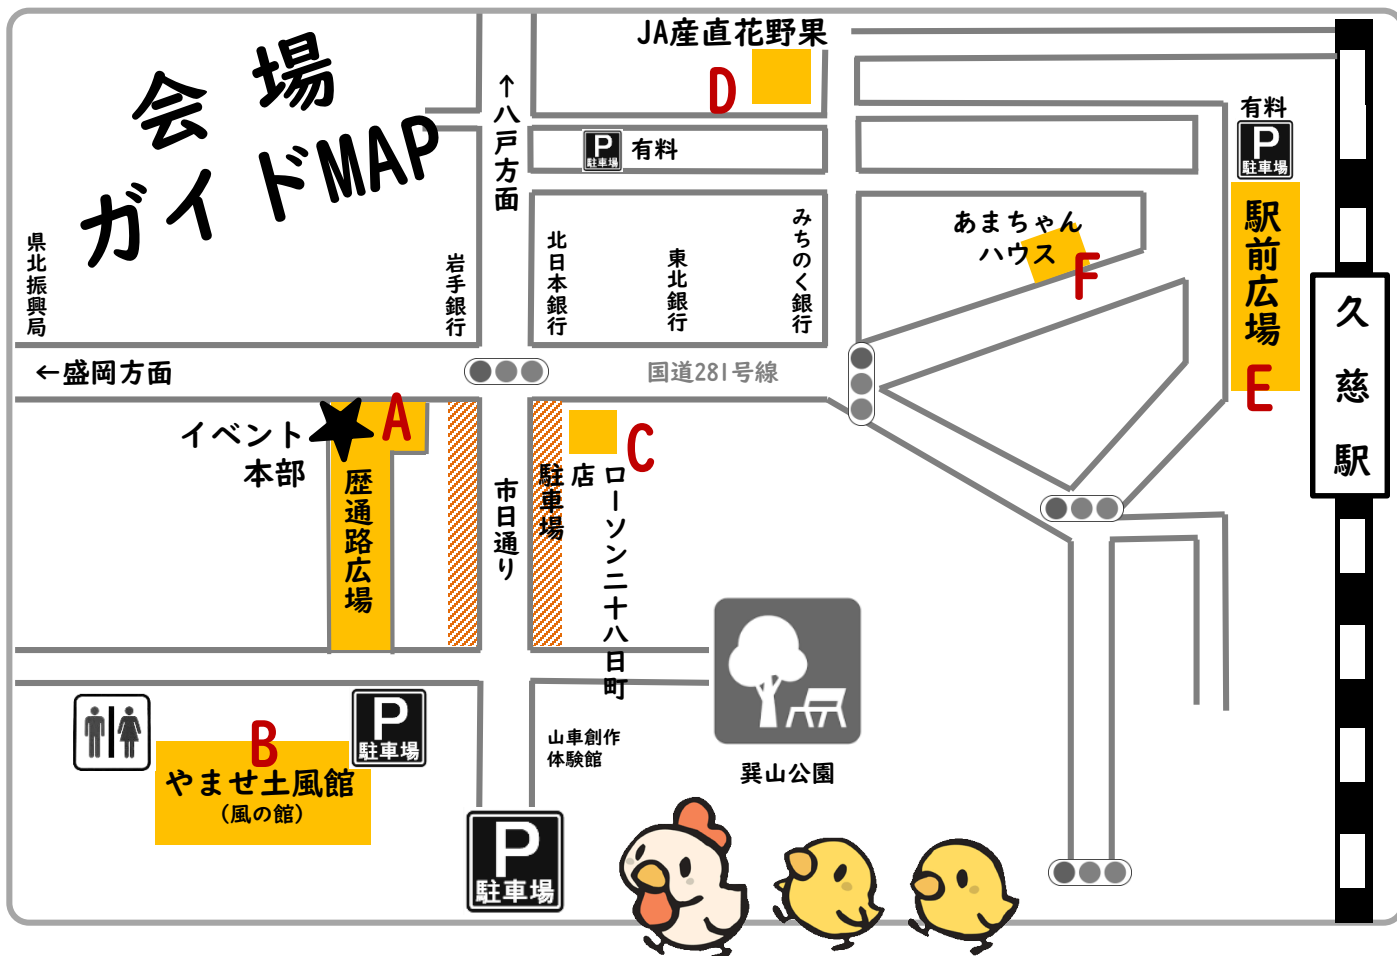 会場
ガイドMAP
JA産直花野果
D
↑八戸方面
P
駐車場
有料
有料
P
駐車場
県北振興局
岩手銀行
北日本銀行
東北銀行
みちのく銀行
あまちゃん
ハウス
F
駅前広場
E
久慈駅
←盛岡方面
国道281号線
イベント
本部
A
歴通路広場
市日通り
C
ローソン二十八日町
店
駐車場
B
やませ土風館
(風の館)
P
駐車場
山車創作
体験館
巽山公園
P
駐車場